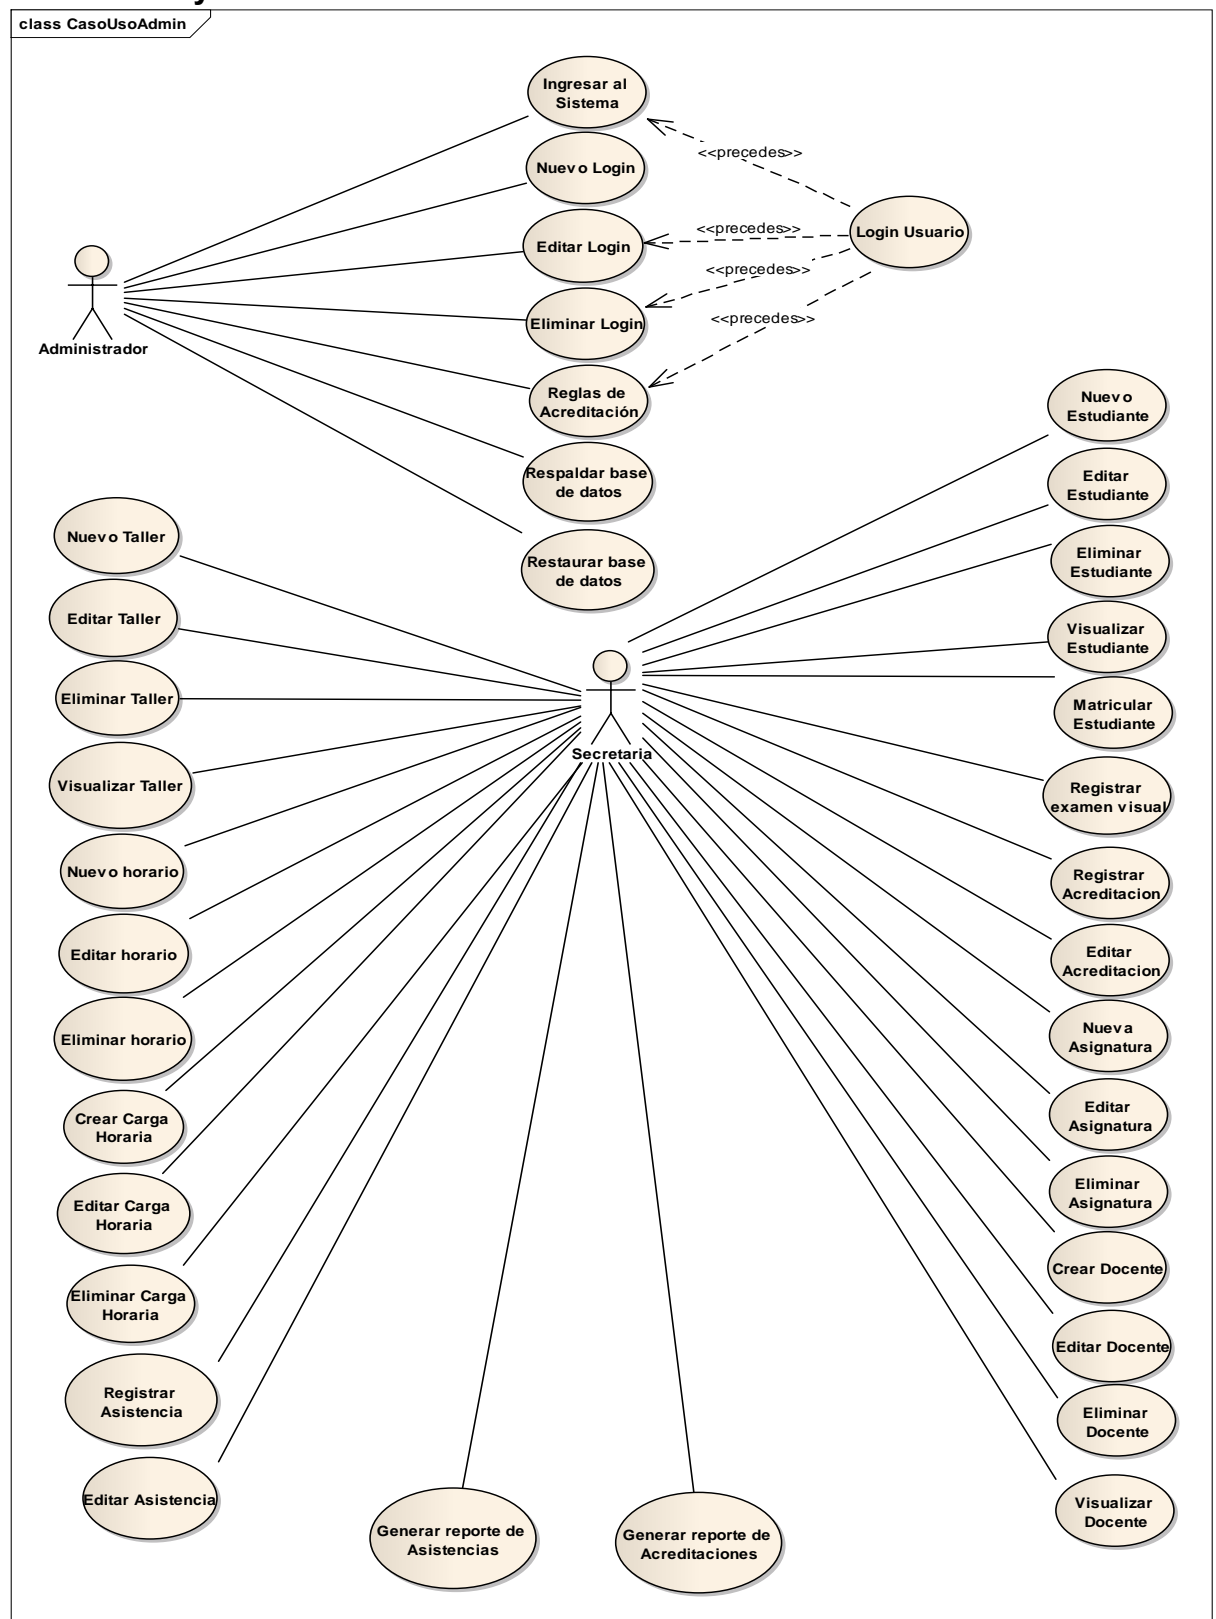 class CasoUsoAdmin
Ingresar al
Sistema
<<precedes>>
Nuevo Login
Login Usuario
<<precedes>>
Editar Login
<<precedes>>
Eliminar Login
<<precedes>>
Administrador
Reglas de
Acreditación
Respaldar base
de datos
Restaurar base
de datos
Nuevo Taller
Editar Taller
Eliminar Taller
Visualizar Taller
Nuevo horario
Editar horario
Eliminar horario
Crear Carga
Horaria
Editar Carga
Horaria
Eliminar Carga
Horaria
Registrar
Asistencia
Editar Asistencia
Secretaria
Generar reporte de
Asistencias
Generar reporte de
Acreditaciones
Nuevo
Estudiante
Editar
Estudiante
Eliminar
Estudiante
Visualizar
Estudiante
Matricular
Estudiante
Registrar
examen visual
Registrar
Acreditacion
Editar
Acreditacion
Nueva
Asignatura
Editar
Asignatura
Eliminar
Asignatura
Crear Docente
Editar Docente
Eliminar
Docente
Visualizar
Docente